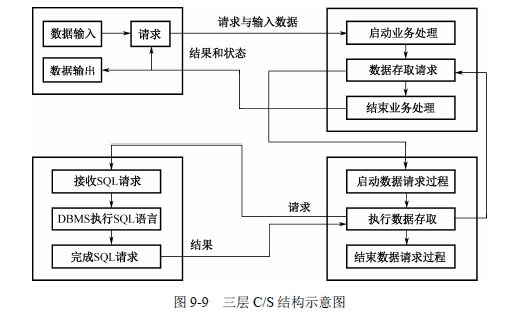 数据输入
请求
数据输出
请求与输入数据
结果和状态
启动业务处理
数据存取请求
结束业务处理
接收SQL请求
DBMS执行SQL语言
完成SQL请求
请求
结果
启动数据请求过程
执行数据存取
结束数据请求过程
图 9-9 三层 C/S 结构示意图